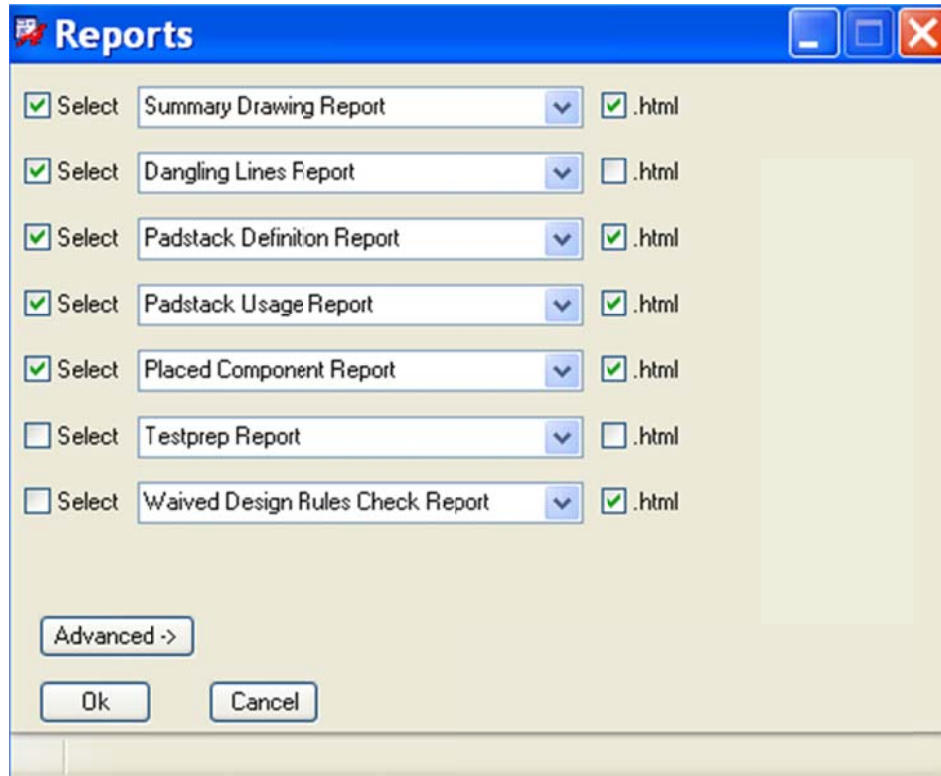 Reports
Select Summary Drawing Report .html
Select Dangling Lines Report .html
Select Padstack Definiton Report .html
Select Padstack Usage Report .html
Select Placed Component Report .html
Select Testprep Report .html
Select Waived Design Rules Check Report .html
Advanced ->
Ok Cancel